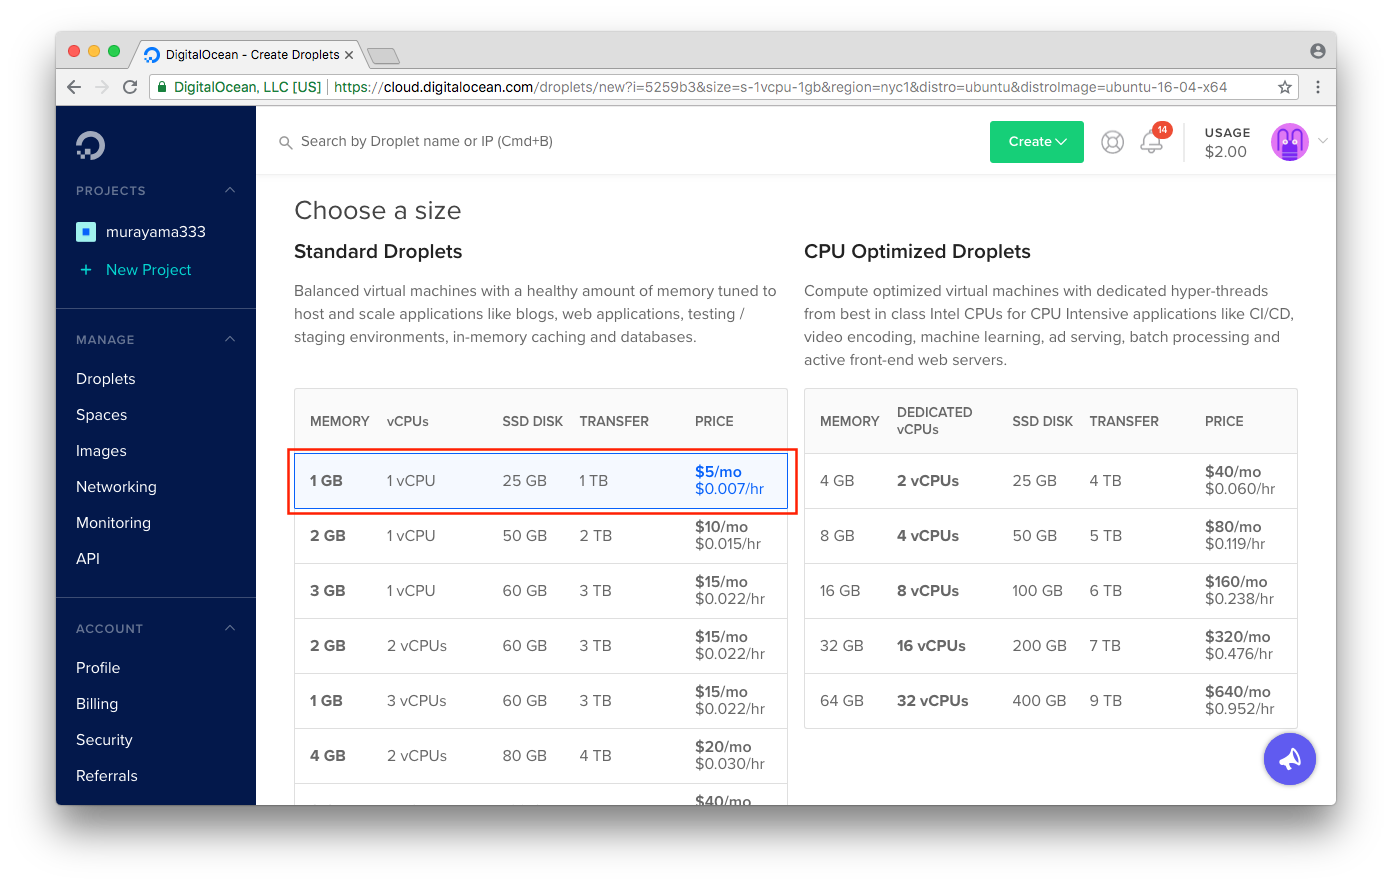 DigitalOcean - Create Droplets
DigitalOcean, LLC [US] https://cloud.digitalocean.com/droplets/new?i=5259b3&size=s-1vcpu-1gb&region=nyc1&distro=ubuntu&distroImage=ubuntu-16-04-x64
Search by Droplet name or IP (Cmd+B)
Create
14
USAGE
$2.00
PROJECTS
murayama333
+ New Project
MANAGE
Droplets
Spaces
Images
Networking
Monitoring
API
ACCOUNT
Profile
Billing
Security
Referrals
Choose a size
Standard Droplets
Balanced virtual machines with a healthy amount of memory tuned to
host and scale applications like blogs, web applications, testing /
staging environments, in-memory caching and databases.
MEMORY vCPUs SSD DISK TRANSFER PRICE
1 GB 1 vCPU 25 GB 1 TB $5/mo
$0.007/hr
2 GB 1 vCPU 50 GB 2 TB $10/mo
$0.015/hr
3 GB 1 vCPU 60 GB 3 TB $15/mo
$0.022/hr
2 GB 2 vCPUs 60 GB 3 TB $15/mo
$0.022/hr
1 GB 3 vCPUs 60 GB 3 TB $15/mo
$0.022/hr
4 GB 2 vCPUs 80 GB 4 TB $20/mo
$0.030/hr
$40/mo
CPU Optimized Droplets
Compute optimized virtual machines with dedicated hyper-threads
from best in class Intel CPUs for CPU Intensive applications like CI/CD,
video encoding, machine learning, ad serving, batch processing and
active front-end web servers.
MEMORY DEDICATED vCPUs SSD DISK TRANSFER PRICE
4 GB 2 vCPUs 25 GB 4 TB $40/mo
$0.060/hr
8 GB 4 vCPUs 50 GB 5 TB $80/mo
$0.119/hr
16 GB 8 vCPUs 100 GB 6 TB $160/mo
$0.238/hr
32 GB 16 vCPUs 200 GB 7 TB $320/mo
$0.476/hr
64 GB 32 vCPUs 400 GB 9 TB $640/mo
$0.952/hr